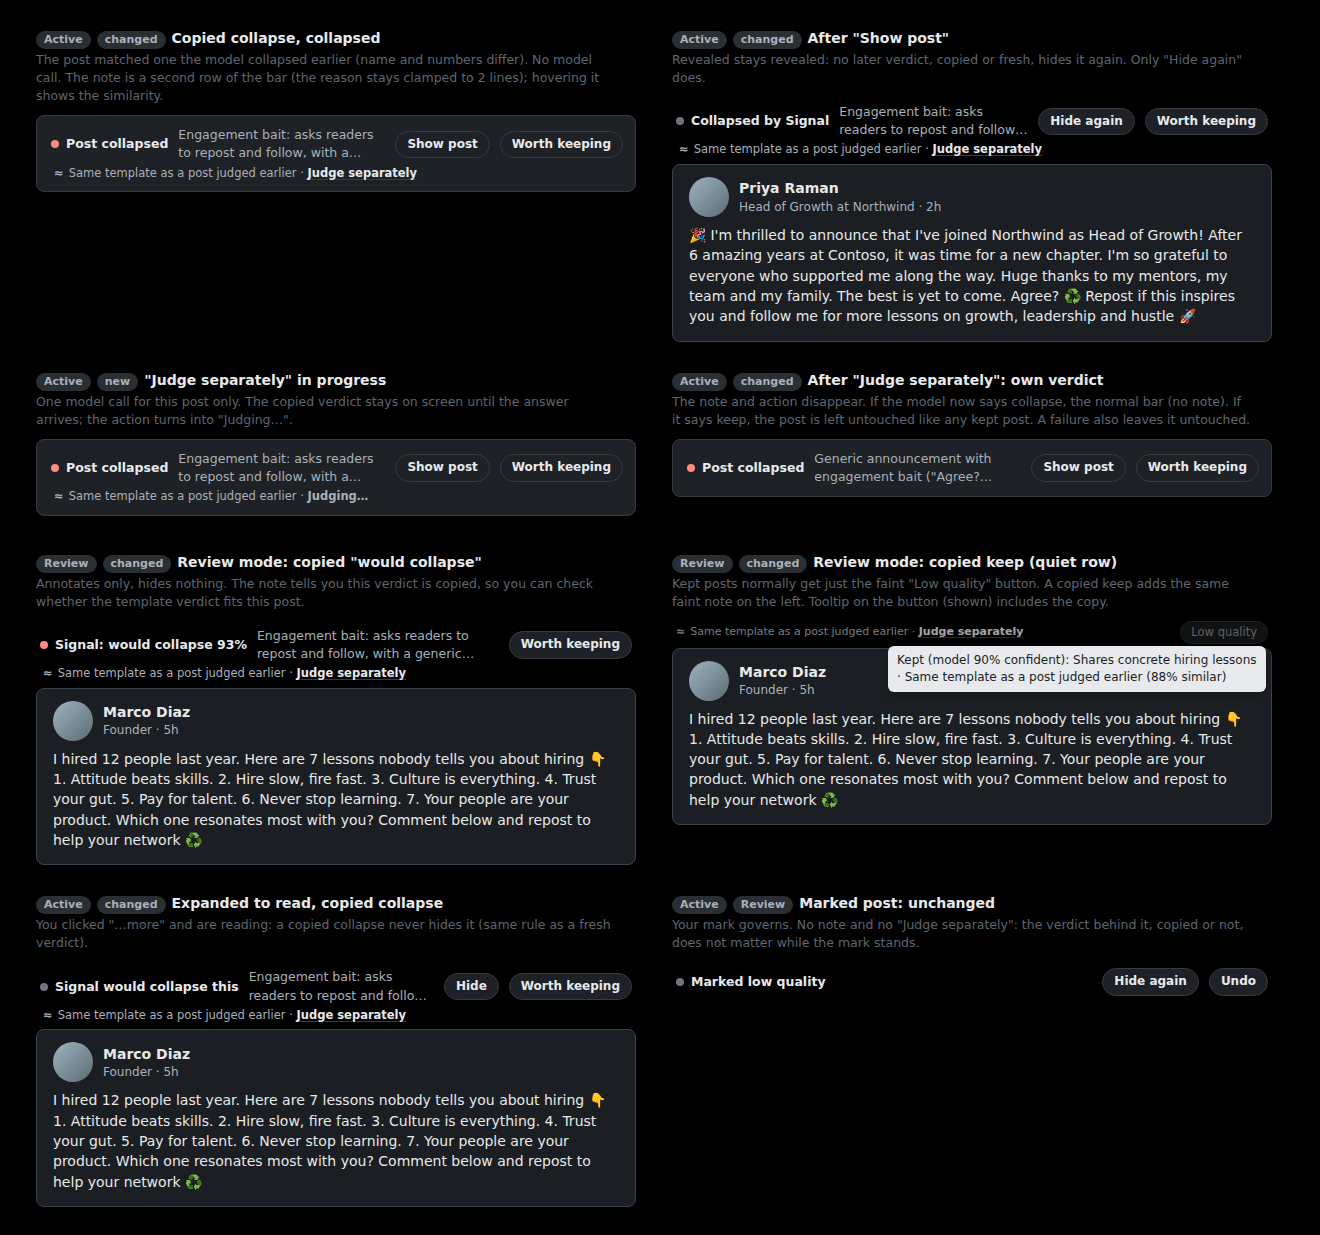 Active changed Copied collapse, collapsed
The post matched one the model collapsed earlier (name and numbers differ). No model
call. The note is a second row of the bar (the reason stays clamped to 2 lines); hovering it
shows the similarity.
Post collapsed Engagement bait: asks readers
to repost and follow, with a…
Show post Worth keeping
≈ Same template as a post judged earlier · Judge separately
Active changed After "Show post"
Revealed stays revealed: no later verdict, copied or fresh, hides it again. Only "Hide again"
does.
Collapsed by Signal Engagement bait: asks
readers to repost and follow…
Hide again Worth keeping
≈ Same template as a post judged earlier · Judge separately
Priya Raman
Head of Growth at Northwind · 2h
🎉 I'm thrilled to announce that I've joined Northwind as Head of Growth! After
6 amazing years at Contoso, it was time for a new chapter. I'm so grateful to
everyone who supported me along the way. Huge thanks to my mentors, my
team and my family. The best is yet to come. Agree? ♻️ Repost if this inspires
you and follow me for more lessons on growth, leadership and hustle 🚀
Active new "Judge separately" in progress
One model call for this post only. The copied verdict stays on screen until the answer
arrives; the action turns into "Judging…".
Post collapsed Engagement bait: asks readers
to repost and follow, with a…
Show post Worth keeping
≈ Same template as a post judged earlier · Judging…
Active changed After "Judge separately": own verdict
The note and action disappear. If the model now says collapse, the normal bar (no note). If
it says keep, the post is left untouched like any kept post. A failure also leaves it untouched.
Post collapsed Generic announcement with
engagement bait ("Agree?…
Show post Worth keeping
Review changed Review mode: copied "would collapse"
Annotates only, hides nothing. The note tells you this verdict is copied, so you can check
whether the template verdict fits this post.
Signal: would collapse 93% Engagement bait: asks readers to
repost and follow, with a generic…
Worth keeping
≈ Same template as a post judged earlier · Judge separately
Marco Diaz
Founder · 5h
I hired 12 people last year. Here are 7 lessons nobody tells you about hiring 👇
1. Attitude beats skills. 2. Hire slow, fire fast. 3. Culture is everything. 4. Trust
your gut. 5. Pay for talent. 6. Never stop learning. 7. Your people are your
product. Which one resonates most with you? Comment below and repost to
help your network ♻️
Review changed Review mode: copied keep (quiet row)
Kept posts normally get just the faint "Low quality" button. A copied keep adds the same
faint note on the left. Tooltip on the button (shown) includes the copy.
≈ Same template as a post judged earlier · Judge separately
Low quality
Kept (model 90% confident): Shares concrete hiring lessons
· Same template as a post judged earlier (88% similar)
Marco Diaz
Founder · 5h
I hired 12 people last year. Here are 7 lessons nobody tells you about hiring 👇
1. Attitude beats skills. 2. Hire slow, fire fast. 3. Culture is everything. 4. Trust
your gut. 5. Pay for talent. 6. Never stop learning. 7. Your people are your
product. Which one resonates most with you? Comment below and repost to
help your network ♻️
Active changed Expanded to read, copied collapse
You clicked "…more" and are reading: a copied collapse never hides it (same rule as a fresh
verdict).
Signal would collapse this Engagement bait: asks
readers to repost and follo…
Hide Worth keeping
≈ Same template as a post judged earlier · Judge separately
Marco Diaz
Founder · 5h
I hired 12 people last year. Here are 7 lessons nobody tells you about hiring 👇
1. Attitude beats skills. 2. Hire slow, fire fast. 3. Culture is everything. 4. Trust
your gut. 5. Pay for talent. 6. Never stop learning. 7. Your people are your
product. Which one resonates most with you? Comment below and repost to
help your network ♻️
Active Review Marked post: unchanged
Your mark governs. No note and no "Judge separately": the verdict behind it, copied or not,
does not matter while the mark stands.
Marked low quality
Hide again Undo